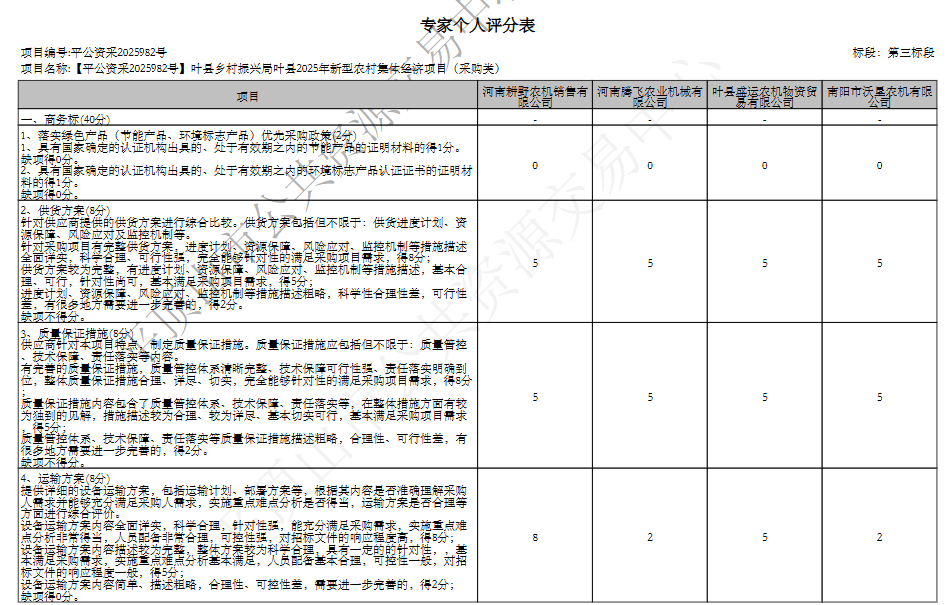 专家个人评分表
项目编号:平公资采2025982号
标段：第三标段
项目名称:【平公资采2025982号】叶县乡村振兴局叶县2025年新型农村集体经济项目（采购类）
项目 河南耕野农机销售有限公司 河南腾飞农业机械有限公司 叶县盛运农机物资贸易有限公司 南阳市沃垦农机有限公司
一、商务标(40分) - - - -
1、落实绿色产品（节能产品、环境标志产品）优先采购政策(2分)
1、具有国家确定的认证机构出具的、处于有效期之内的节能产品的证明材料的得1分。
缺项得0分。
2、具有国家确定的认证机构出具的、处于有效期之内的环境标志产品认证证书的证明材
料的得1分。
缺项得0分。
0 0 0 0
2、供货方案(8分)
针对供应商提供的供货方案进行综合比较。供货方案包括但不限于：供货进度计划、资
源保障、风险应对及监控机制等。
针对采购项目有完整供货方案，进度计划、资源保障、风险应对、监控机制等措施描述
全面详实，科学合理、可行性强，完全能够针对性的满足采购项目需求，得8分；
供货方案较为完整，有进度计划、资源保障、风险应对、监控机制等措施描述，基本合
理、可行，针对性尚可，基本满足采购项目需求，得5分；
进度计划、资源保障、风险应对、监控机制等措施描述粗略，科学性合理性差，可行性
差，有很多地方需要进一步完善的，得2分。
缺项不得分。
5 5 5 5
3、质量保证措施(8分)
供应商针对本项目特点，制定质量保证措施。质量保证措施应包括但不限于：质量管控
、技术保障、责任落实等内容。
有完善的质量保证措施，质量管控体系清晰完整、技术保障可行性强、责任落实明确到
位，整体质量保证措施合理、详尽、切实，完全能够针对性的满足采购项目需求，得8分
；
质量保证措施内容包含了质量管控体系、技术保障、责任落实等，在整体措施方面有较
为独到的见解，措施描述较为合理、较为详尽、基本切实可行，基本满足采购项目需求
，得5分；
质量管控体系、技术保障、责任落实等质量保证措施描述粗略，合理性、可行性差，有
很多地方需要进一步完善的，得2分。
缺项不得分。
5 5 5 5
4、运输方案(8分)
提供详细的设备运输方案，包括运输计划、部署方案等，根据其内容是否准确理解采购
人需求并能够充分满足采购人需求，实施重点难点分析是否得当，运输方案是否合理等
方面进行综合评价。
设备运输方案内容全面详实，科学合理，针对性强，能充分满足采购需求，实施重点难
点分析非常得当，人员配备非常合理，可控性强，对招标文件的响应程度高，得8分；
设备运输方案内容描述较为完整，整体方案较为科学合理，具有一定的的针对性，，基
本满足采购需求，实施重点难点分析基本满足，人员配备基本合理，可控性一般，对招
标文件的响应程度一般，得5分；
设备运输方案内容简单、描述粗略，合理性、可控性差，需要进一步完善的，得2分；
缺项得0分。
8 2 5 2